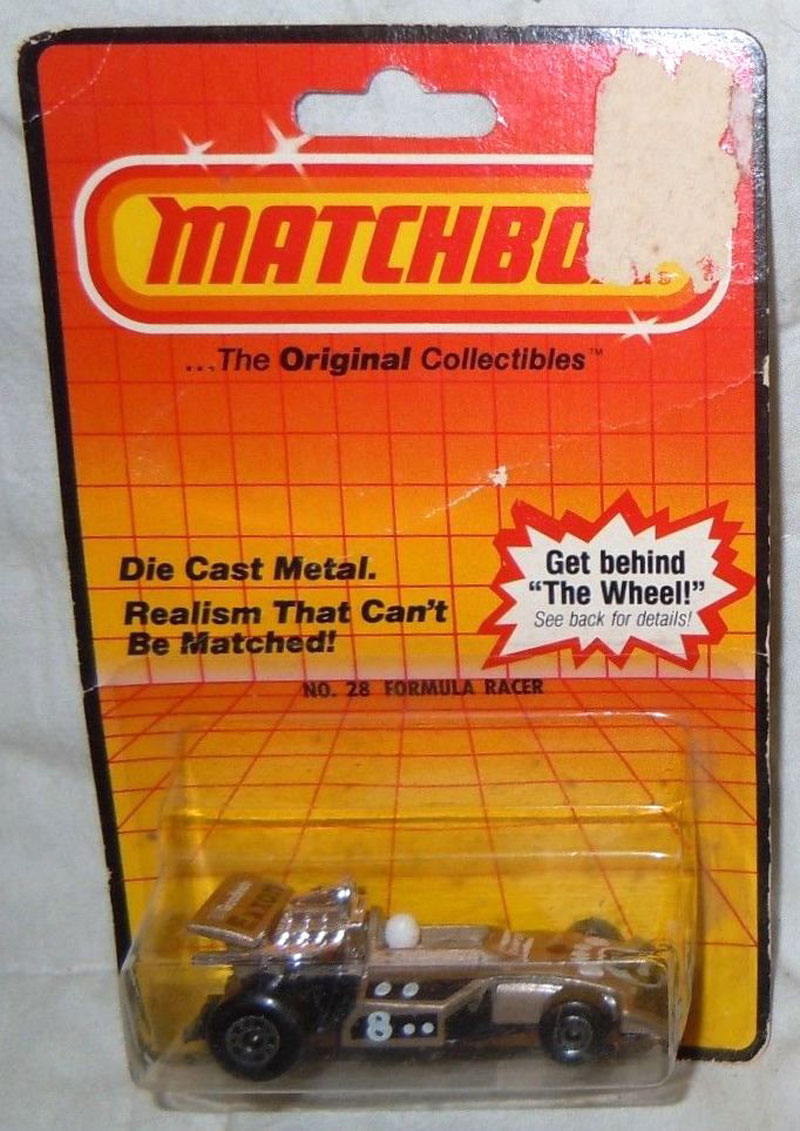 MATCHBO
...The Original Collectibles™
Die Cast Metal.
Realism That Can't
Be Matched!
Get behind
“The Wheel!”
See back for details!
NO. 28 FORMULA RACER
8